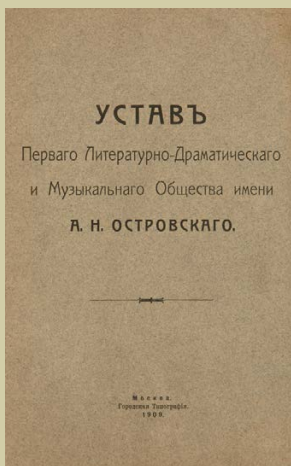 УСТАВЪ
Перваго Литературно-Драматическаго
и Музыкальнаго Общества имени
А. Н. ОСТРОВСКАГО.
Москва.
Городская Типографія.
1909.